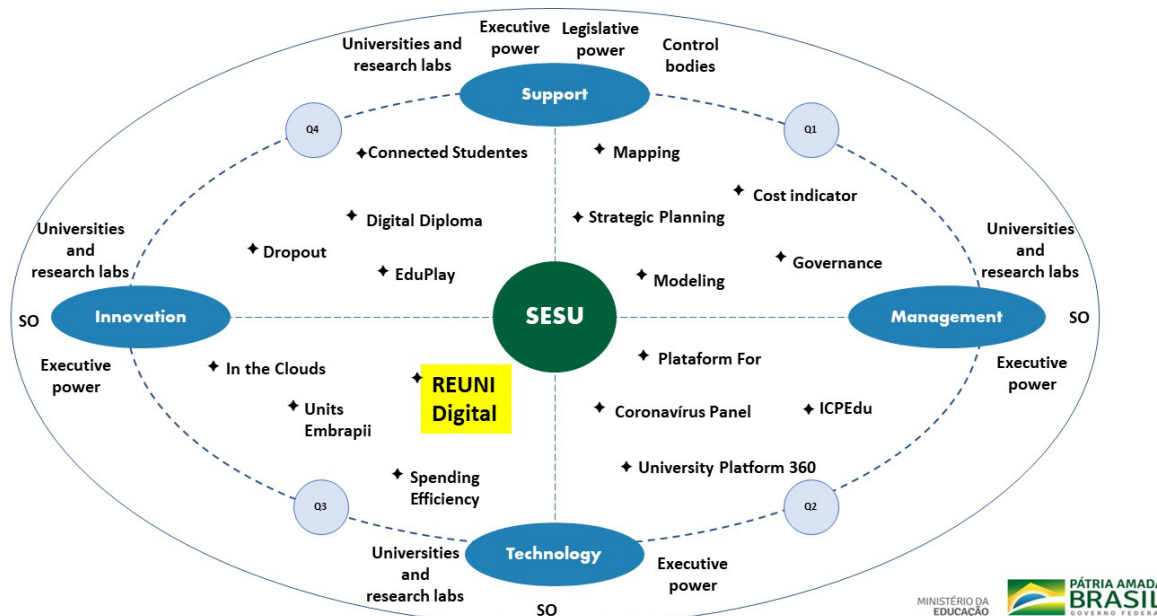 Universities and
research labs
Executive
power
Legislative
power
Control
bodies
Support
Q4
Q1
Connected Studentes
Mapping
Cost indicator
Digital Diploma
Strategic Planning
Universities
and
research labs
Dropout
EduPlay
Modeling
Governance
Universities
and
research labs
SO
Innovation
SESU
Management
SO
Executive
power
In the Clouds
REUNI
Digital
Plataform For
Executive
power
Units
Embrapii
Coronavírus Panel
ICPEdu
Spending
Efficiency
University Platform 360
Q3
Q2
Universities
and
research labs
Technology
Executive
power
SO
MINISTÉRIO DA
EDUCAÇÃO
PÁTRIA AMADA
BRASIL
GOVERNO FEDERAL